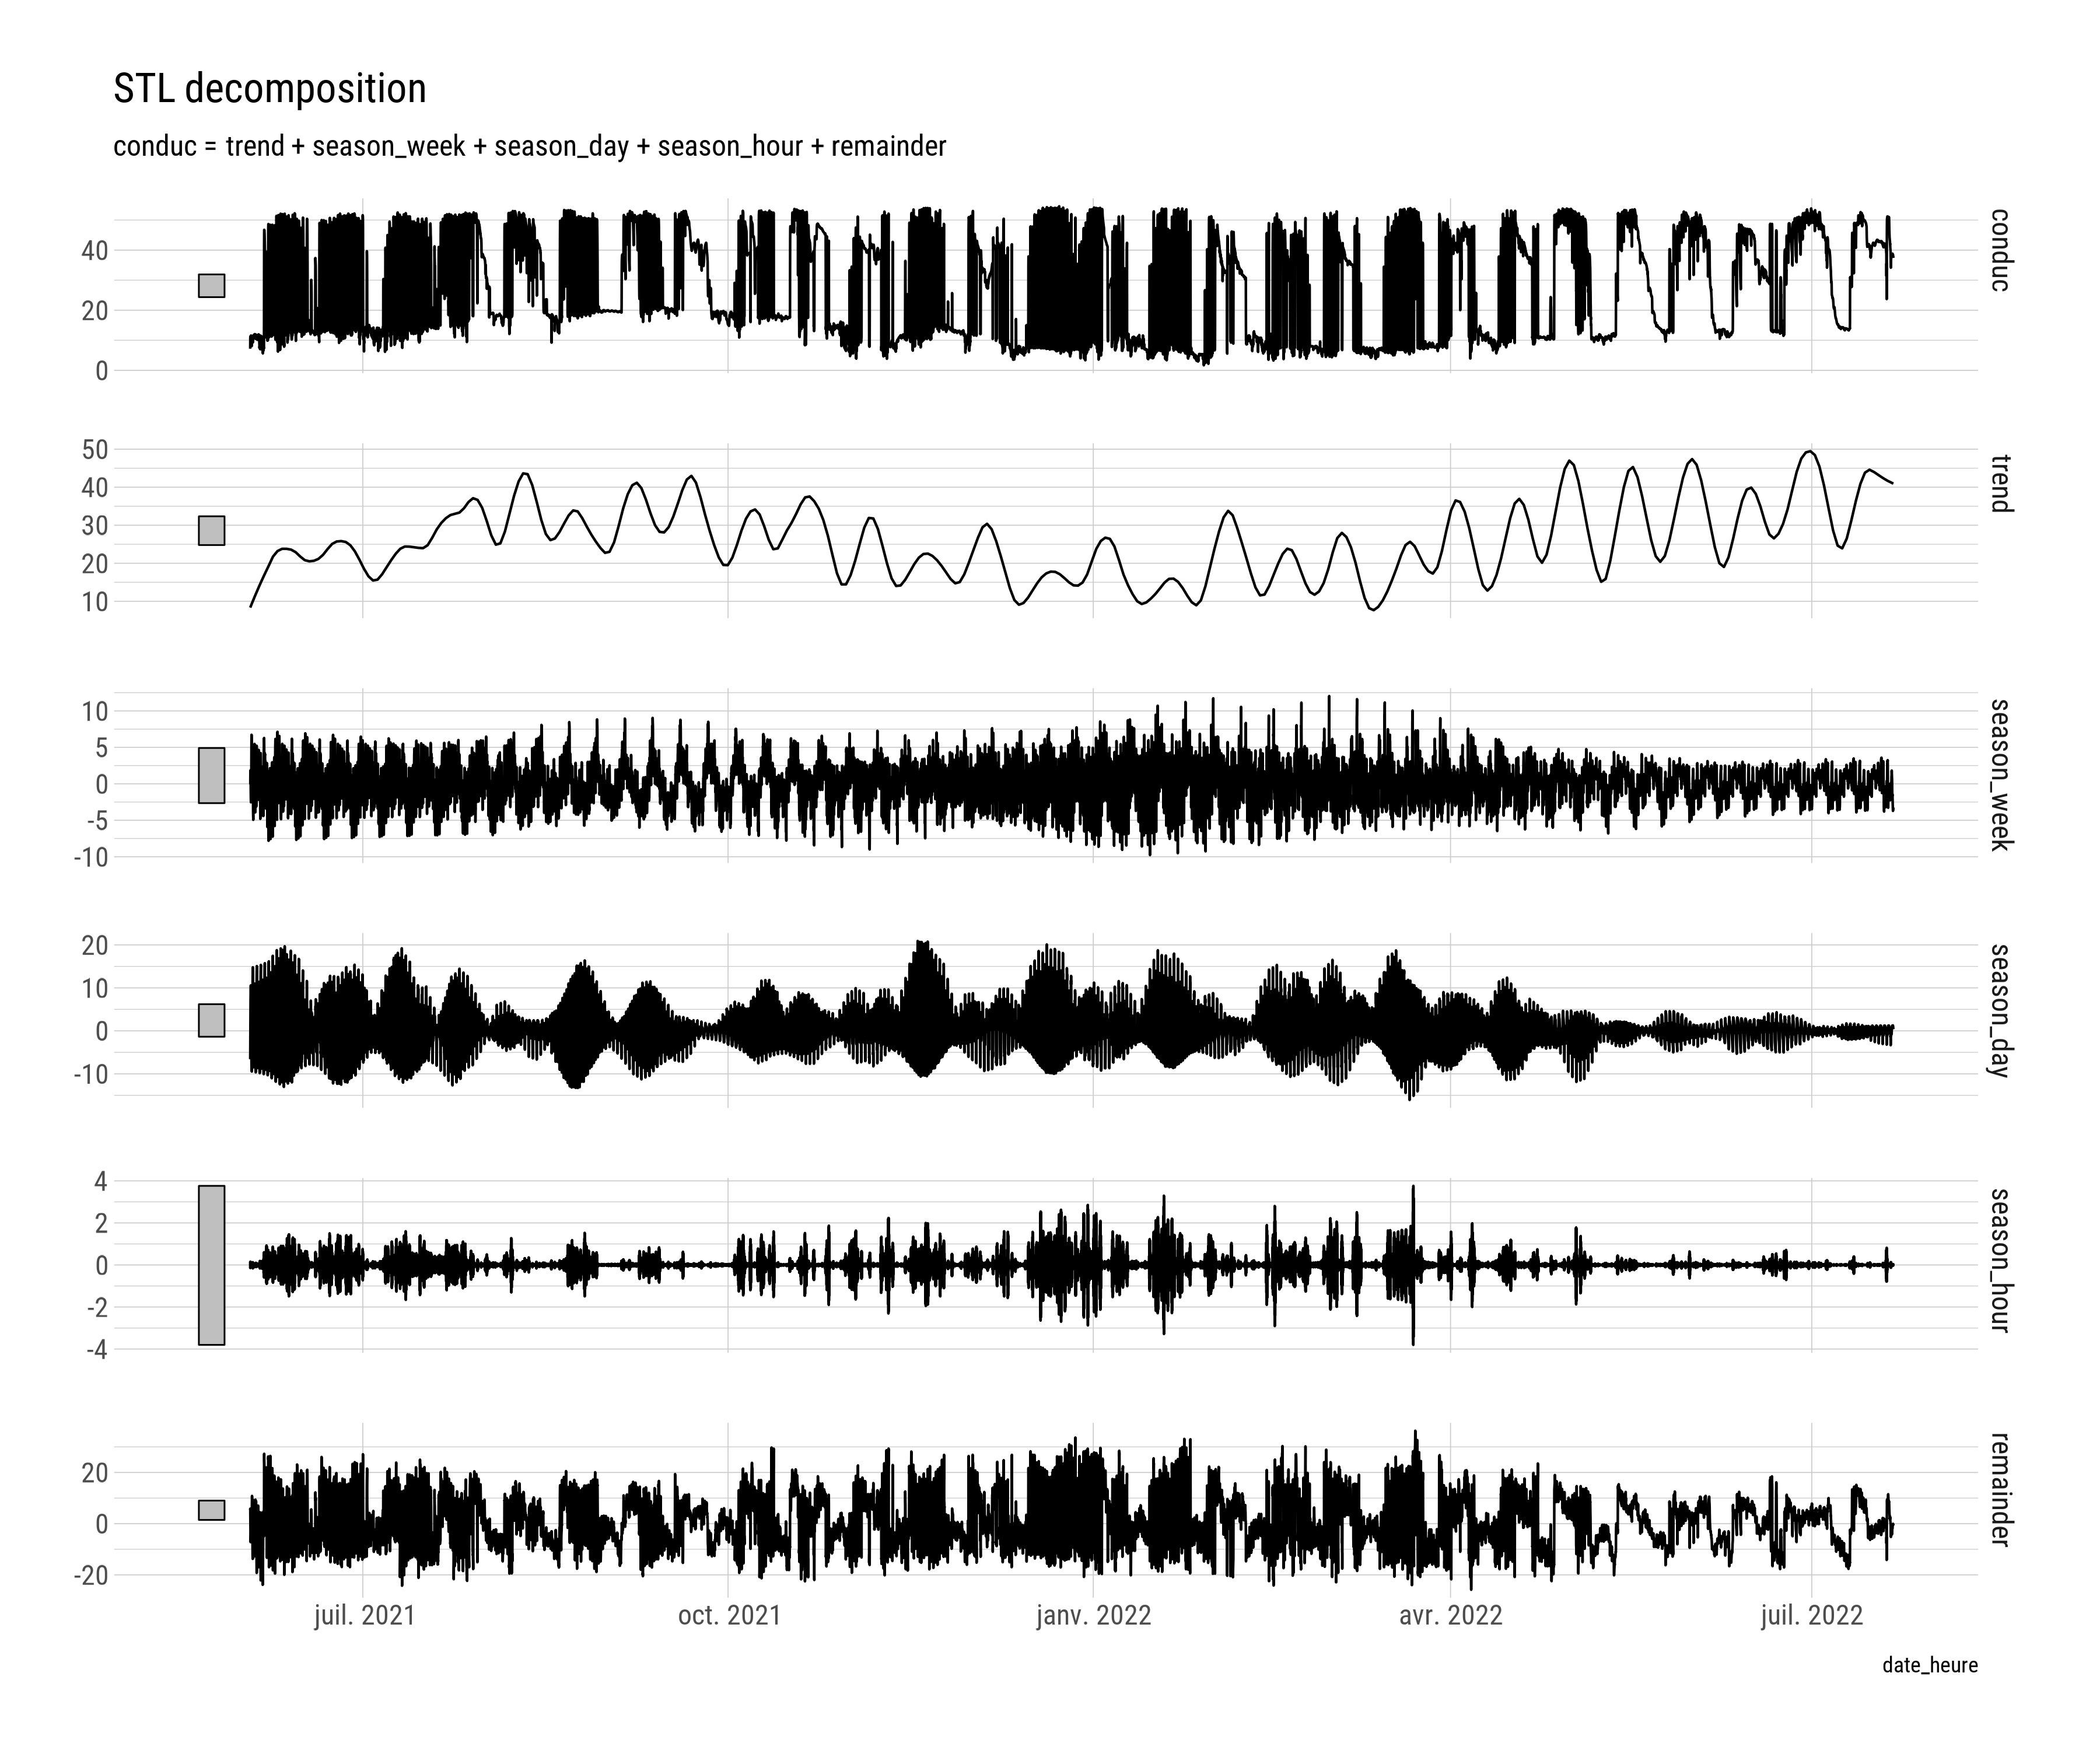 STL decomposition
conduc = trend + season_week + season_day + season_hour + remainder
40
20
0
conduc
50
40
30
20
10
trend
10
5
0
-5
-10
season_week
20
10
0
-10
season_day
4
2
0
-2
-4
season_hour
20
0
-20
remainder
juil. 2021 oct. 2021 janv. 2022 avr. 2022 juil. 2022
date_heure